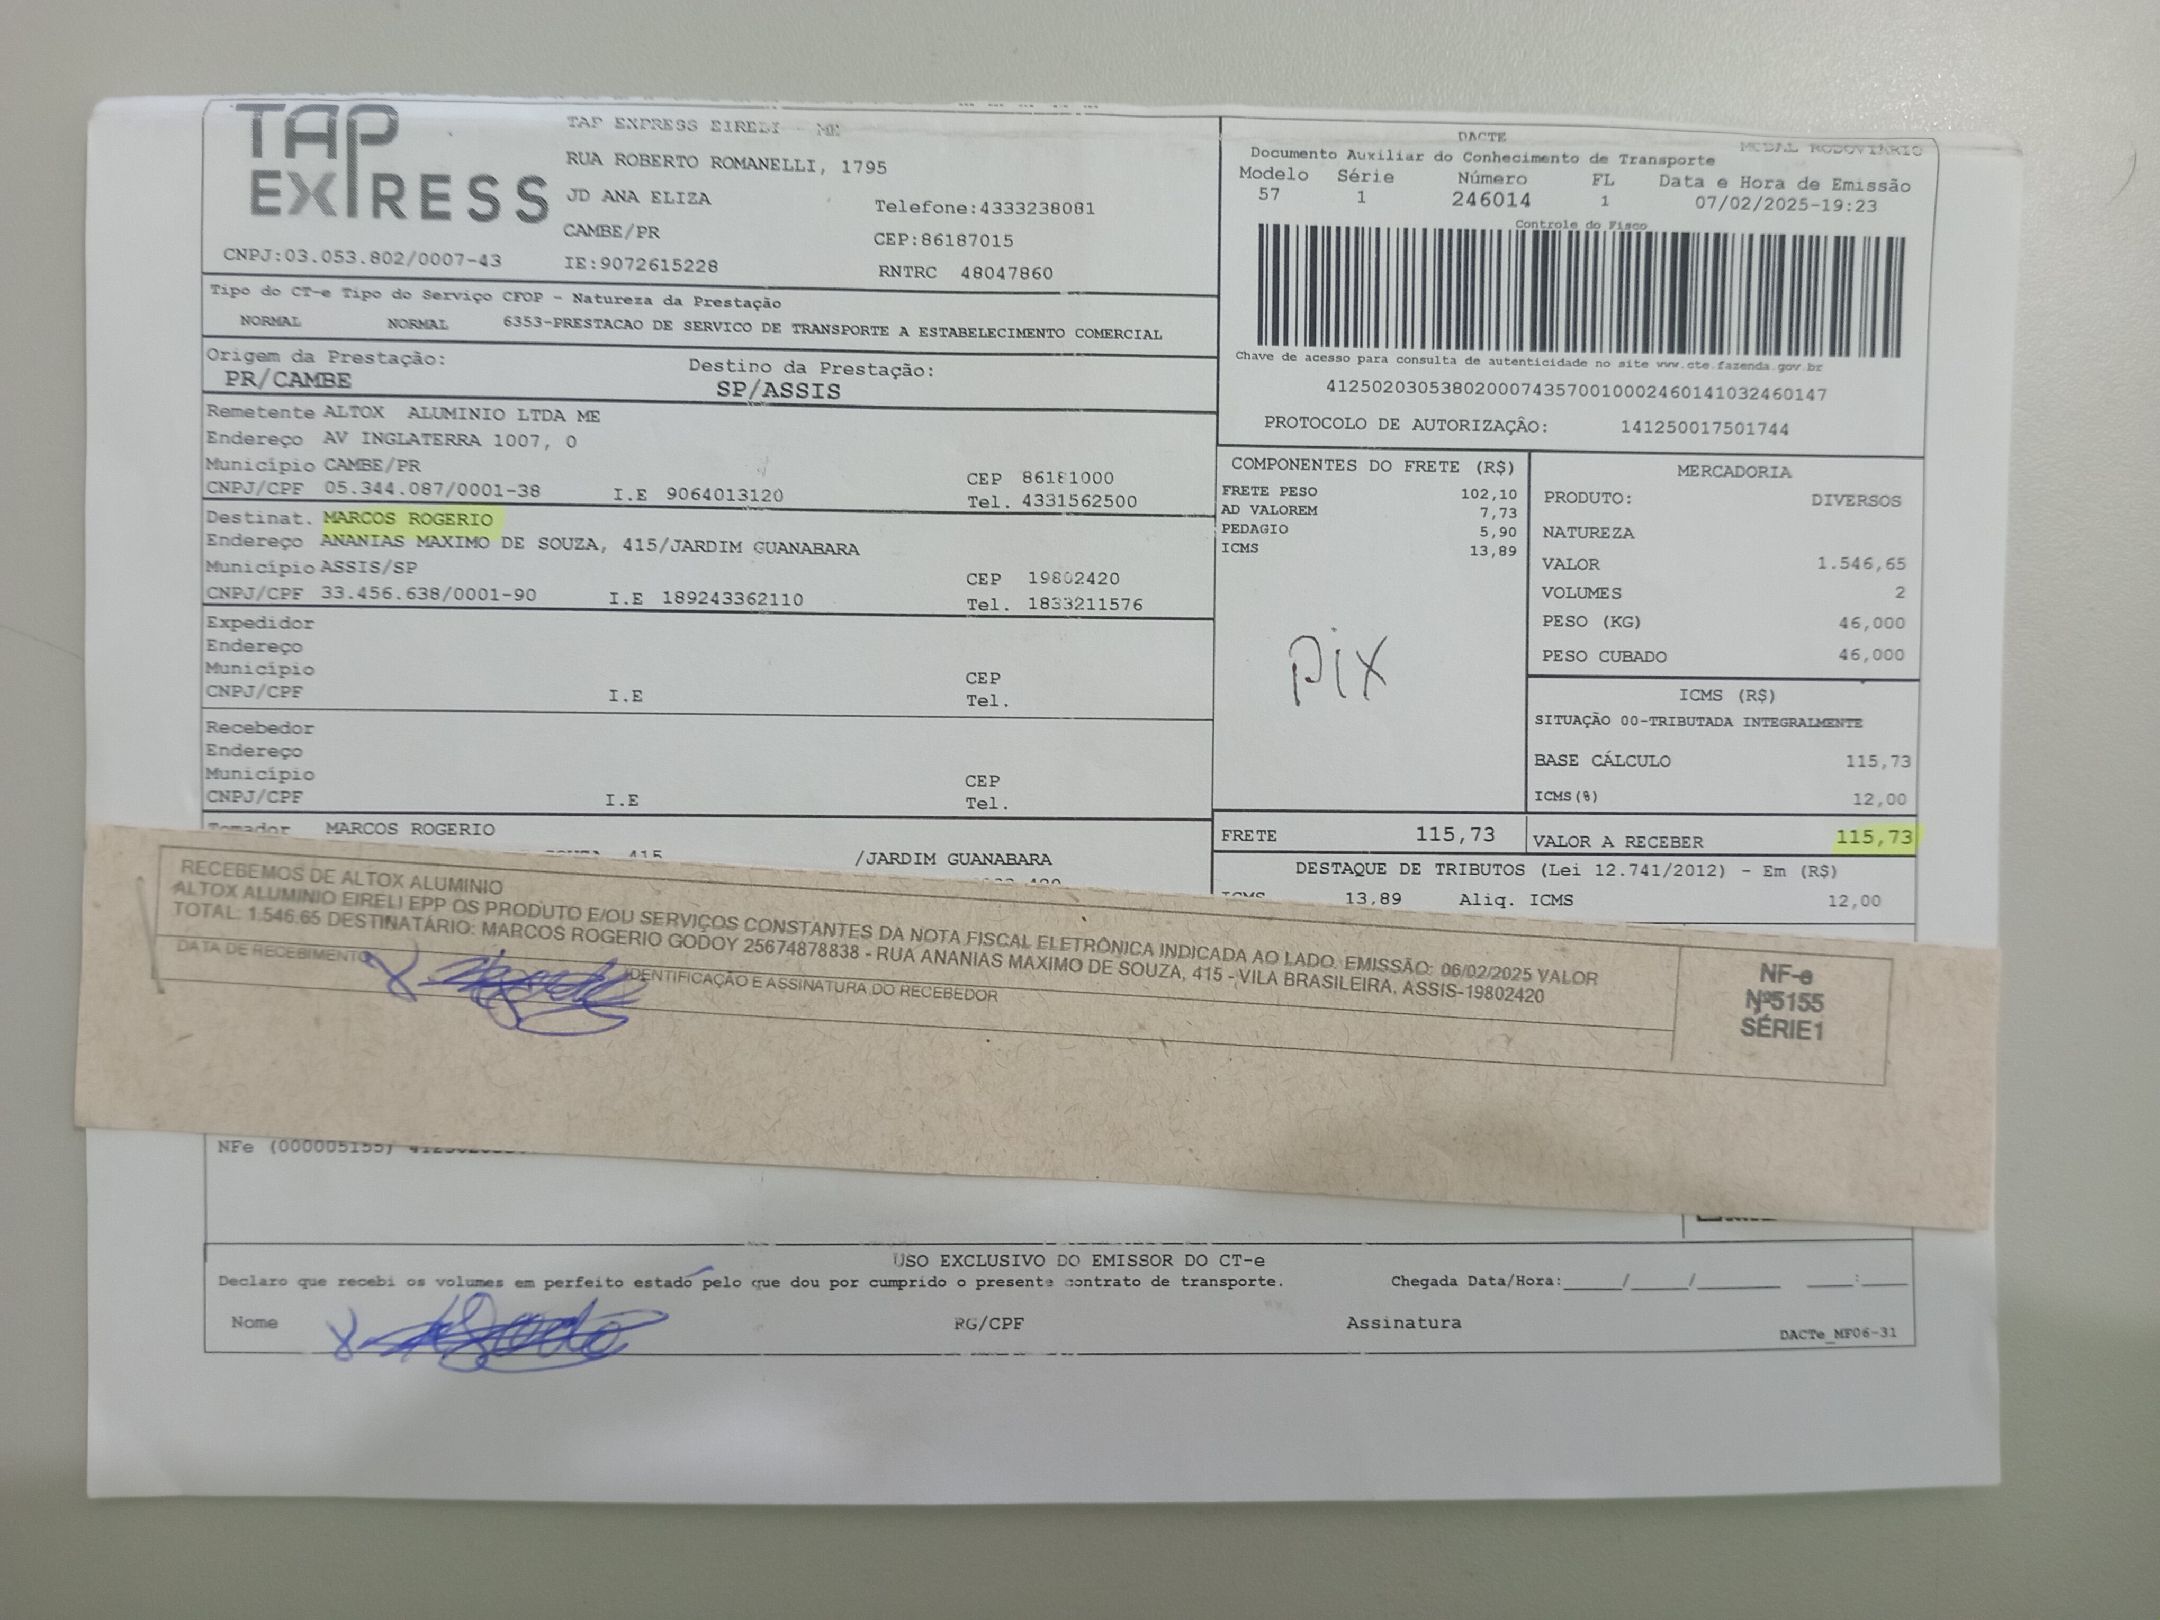 TAP
EXPRESS
TAP EXPRESS EIRELI - ME
RUA ROBERTO ROMANELLI, 1795
JD ANA ELIZA
Telefone:4333238081
CAMBE/PR
CEP:86187015
CNPJ:03.053.802/0007-43
IE:9072615228
RNTRC 48047860
DACTE
MODAL RODOVIÁRIO
Documento Auxiliar do Conhecimento de Transporte
Modelo Série Número FL Data e Hora de Emissão
57 1 246014 1 07/02/2025-19:23
Controle do Fisco
Chave de acesso para consulta de autenticidade no site www.cte.fazenda.gov.br
41250203053802000743570010002460141032460147
PROTOCOLO DE AUTORIZAÇÃO: 141250017501744
Tipo do CT-e Tipo do Serviço CFOP - Natureza da Prestação
NORMAL NORMAL 6353-PRESTACAO DE SERVICO DE TRANSPORTE A ESTABELECIMENTO COMERCIAL
Origem da Prestação: Destino da Prestação:
PR/CAMBE SP/ASSIS
Remetente ALTOX ALUMINIO LTDA ME
Endereço AV INGLATERRA 1007, 0
Município CAMBE/PR CEP 86181000
CNPJ/CPF 05.344.087/0001-38 I.E 9064013120 Tel. 4331562500
Destinat. MARCOS ROGERIO
Endereço ANANIAS MAXIMO DE SOUZA, 415/JARDIM GUANABARA
Município ASSIS/SP CEP 19802420
CNPJ/CPF 33.456.638/0001-90 I.E 189243362110 Tel. 1833211576
Expedidor
Endereço
Município CEP
CNPJ/CPF I.E Tel.
Recebedor
Endereço
Município CEP
CNPJ/CPF I.E Tel.
Tomador MARCOS ROGERIO
415 /JARDIM GUANABARA
COMPONENTES DO FRETE (R$)
FRETE PESO 102,10
AD VALOREM 7,73
PEDAGIO 5,90
ICMS 13,89
PIX
MERCADORIA
PRODUTO: DIVERSOS
NATUREZA
VALOR 1.546,65
VOLUMES 2
PESO (KG) 46,000
PESO CUBADO 46,000
ICMS (R$)
SITUAÇÃO 00-TRIBUTADA INTEGRALMENTE
BASE CÁLCULO 115,73
ICMS(%) 12,00
FRETE 115,73 VALOR A RECEBER 115,73
DESTAQUE DE TRIBUTOS (Lei 12.741/2012) - Em (R$)
ICMS 13,89 Aliq. ICMS 12,00
RECEBEMOS DE ALTOX ALUMINIO
ALTOX ALUMINIO EIRELI EPP OS PRODUTO E/OU SERVIÇOS CONSTANTES DA NOTA FISCAL ELETRÔNICA INDICADA AO LADO. EMISSÃO: 06/02/2025 VALOR
TOTAL: 1.546.65 DESTINATÁRIO: MARCOS ROGERIO GODOY 25674878838 - RUA ANANIAS MAXIMO DE SOUZA, 415 - VILA BRASILEIRA, ASSIS-19802420
DATA DE RECEBIMENTO IDENTIFICAÇÃO E ASSINATURA DO RECEBEDOR
NF-e
Nº5155
SÉRIE1
NFe (000005155)
USO EXCLUSIVO DO EMISSOR DO CT-e
Declaro que recebi os volumes em perfeito estado pelo que dou por cumprido o presente contrato de transporte. Chegada Data/Hora:_____/_____/_______ ____:____
Nome RG/CPF Assinatura
DACTe_MF06-31